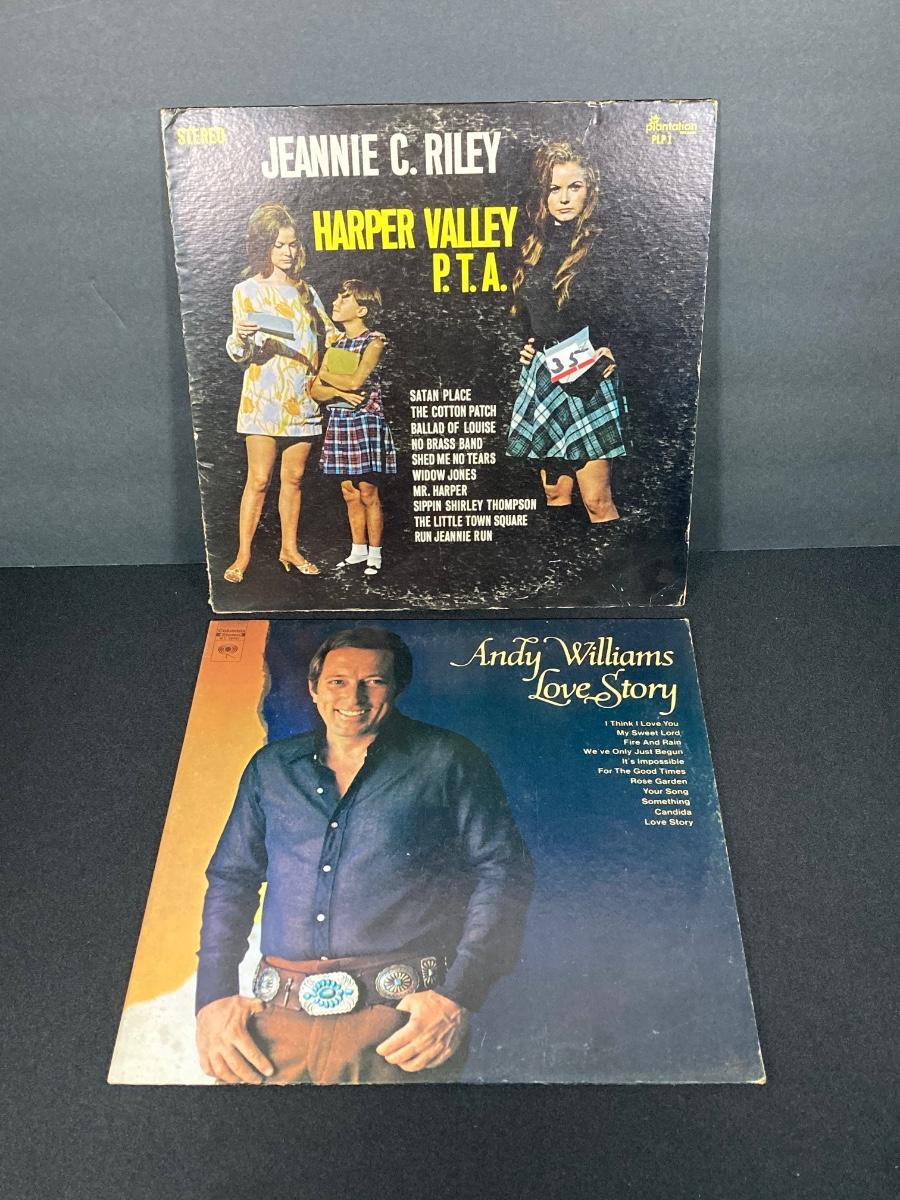 STEREO
plantation
PLP 1
JEANNIE C. RILEY
HARPER VALLEY
P.T.A.
35
SATAN PLACE
THE COTTON PATCH
BALLAD OF LOUISE
NO BRASS BAND
SHED ME NO TEARS
WIDOW JONES
MR. HARPER
SIPPIN SHIRLEY THOMPSON
THE LITTLE TOWN SQUARE
RUN JEANNIE RUN
Columbia
Stereo
Andy Williams
Love Story
I Think I Love You
My Sweet Lord
Fire And Rain
We've Only Just Begun
It's Impossible
For The Good Times
Rose Garden
Your Song
Something
Candida
Love Story